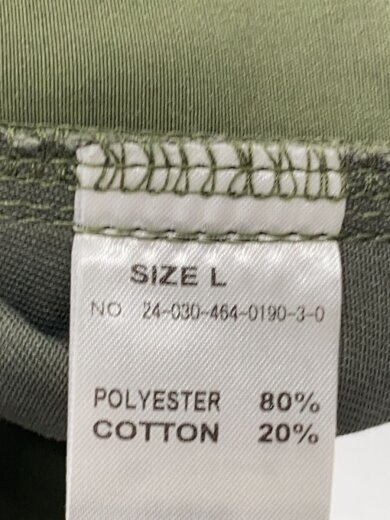 SIZE L
NO 24-030-464-0190-3-0
POLYESTER 80%
COTTON 20%